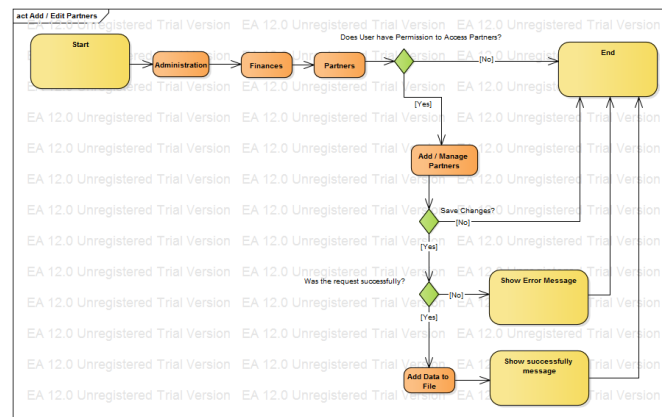 act Add / Edit Partners
EA 12.0 Unregistered Trial Version
Does User have Permission to Access Partners?
Start
Administration
Finances
Partners
[No]
End
[Yes]
Add / Manage
Partners
Save Changes?
[No]
[Yes]
Was the request successfully?
[No]
Show Error Message
[Yes]
Add Data to
File
Show successfully
message